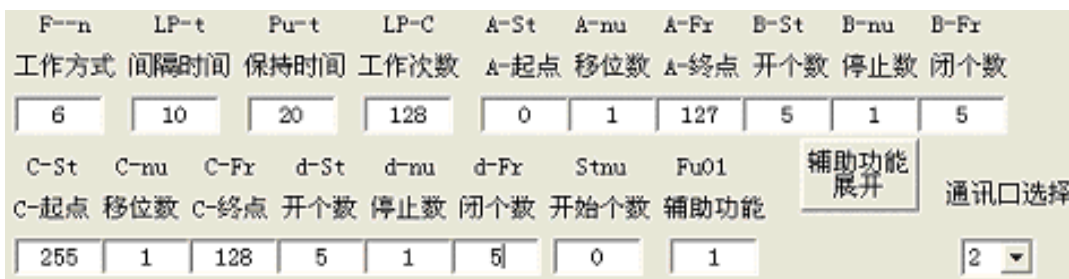 F--n LP-t Pu-t LP-C A-St A-nu A-Fr B-St B-nu B-Fr
工作方式 间隔时间 保持时间 工作次数 A-起点 移位数 A-终点 开个数 停止数 闭个数
6 10 20 128 0 1 127 5 1 5
C-St C-nu C-Fr d-St d-nu d-Fr Stnu Fu01 辅助功能
展开
C-起点 移位数 C-终点 开个数 停止数 闭个数 开始个数 辅助功能 通讯口选择
255 1 128 5 1 5 0 1 2